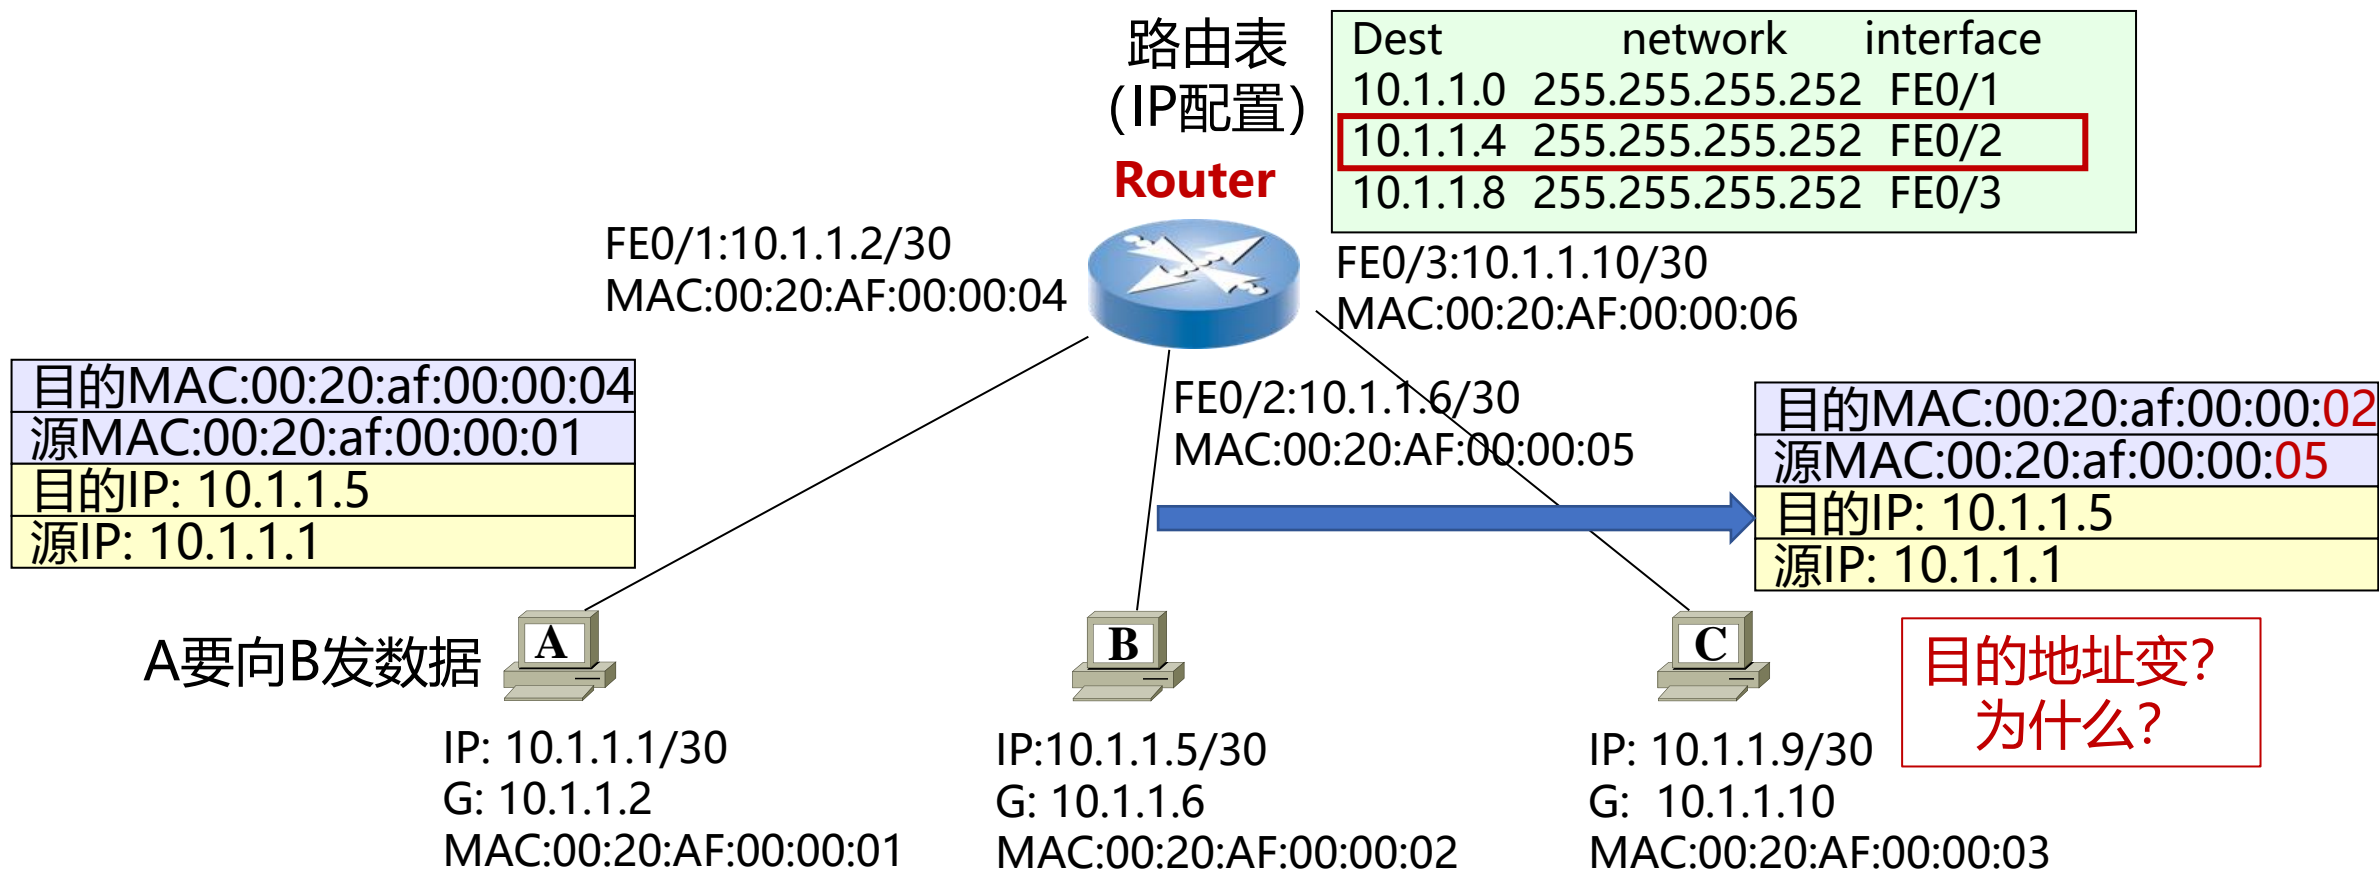 路由表
（IP配置）
Router
Dest network interface
10.1.1.0 255.255.255.252 FE0/1
10.1.1.4 255.255.255.252 FE0/2
10.1.1.8 255.255.255.252 FE0/3
FE0/1:10.1.1.2/30
MAC:00:20:AF:00:00:04
FE0/3:10.1.1.10/30
MAC:00:20:AF:00:00:06
目的MAC:00:20:af:00:00:04
源MAC:00:20:af:00:00:01
目的IP: 10.1.1.5
源IP: 10.1.1.1
FE0/2:10.1.1.6/30
MAC:00:20:AF:00:00:05
目的MAC:00:20:af:00:00:02
源MAC:00:20:af:00:00:05
目的IP: 10.1.1.5
源IP: 10.1.1.1
A要向B发数据
A
B
C
目的地址变？
为什么？
IP: 10.1.1.1/30
G: 10.1.1.2
MAC:00:20:AF:00:00:01
IP:10.1.1.5/30
G: 10.1.1.6
MAC:00:20:AF:00:00:02
IP: 10.1.1.9/30
G: 10.1.1.10
MAC:00:20:AF:00:00:03